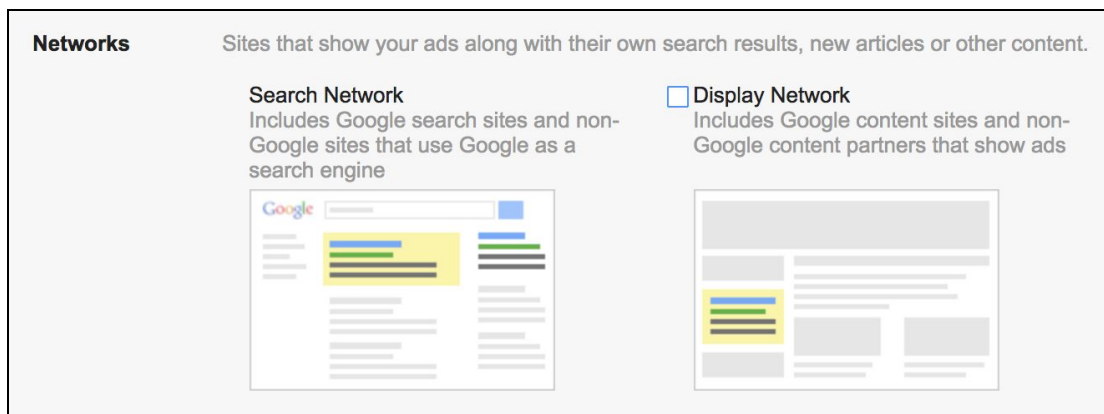 Networks
Sites that show your ads along with their own search results, new articles or other content.
Search Network
Includes Google search sites and non-
Google sites that use Google as a
search engine
Display Network
Includes Google content sites and non-
Google content partners that show ads
Google